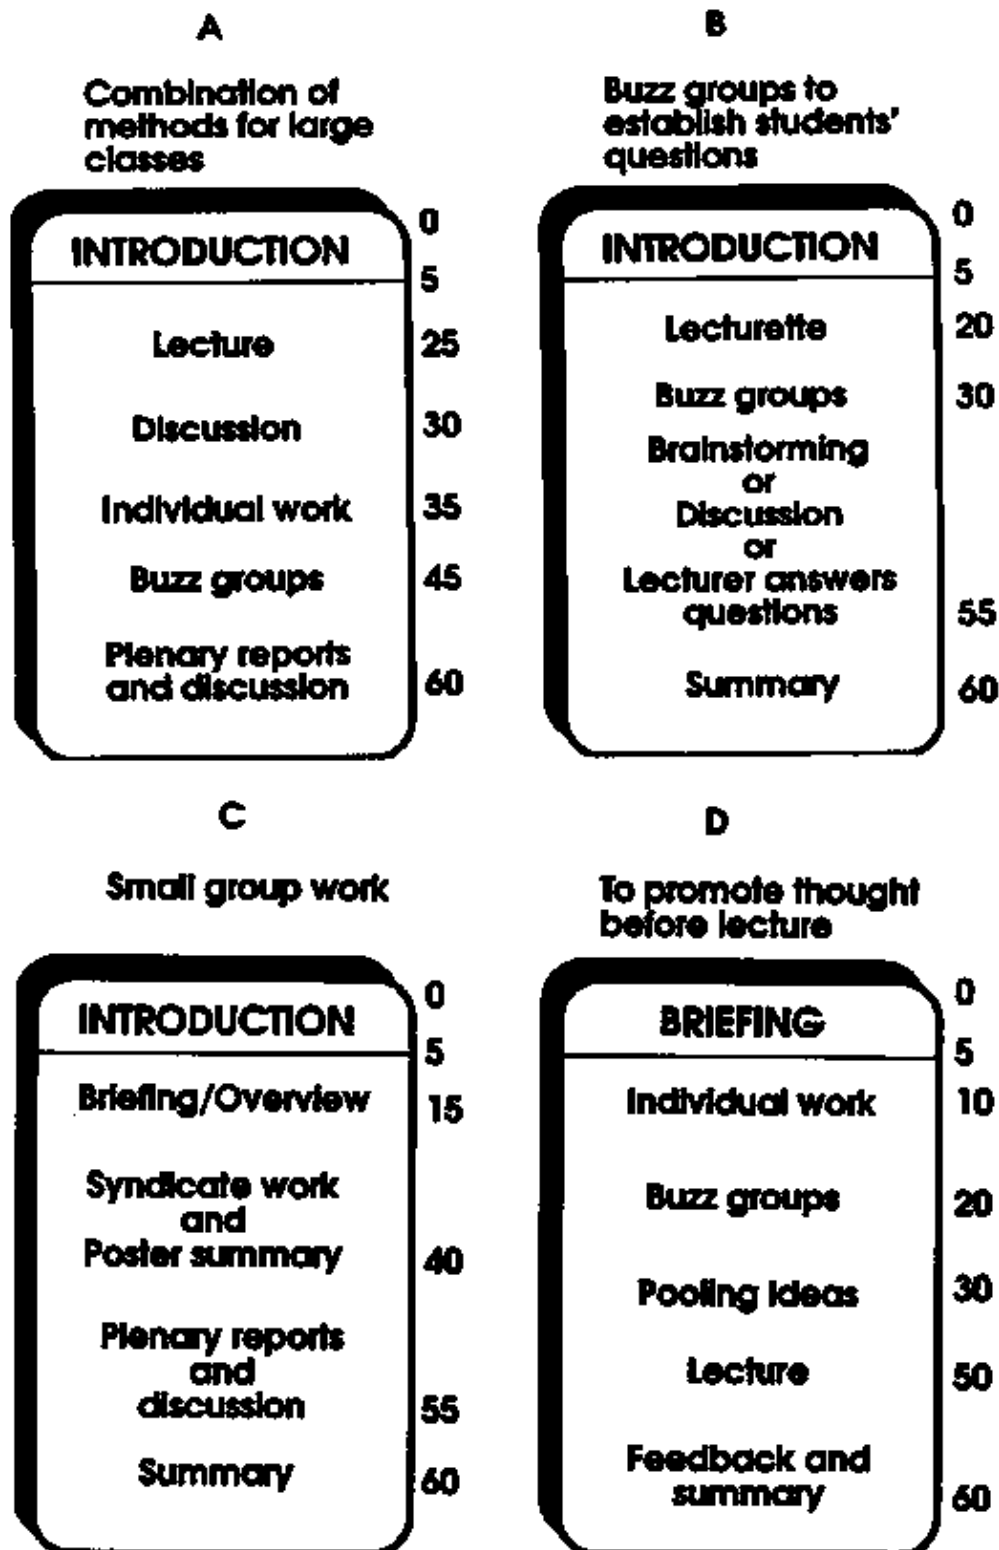 A
Combination of
methods for large
classes
INTRODUCTION
0
5
Lecture 25
Discussion 30
Individual work 35
Buzz groups 45
Plenary reports
and discussion 60
B
Buzz groups to
establish students'
questions
INTRODUCTION
0
5
Lecturette 20
Buzz groups 30
Brainstorming
or
Discussion
or
Lecturer answers
questions 55
Summary 60
C
Small group work
INTRODUCTION
0
5
Briefing/Overview 15
Syndicate work
and
Poster summary 40
Plenary reports
and
discussion 55
Summary 60
D
To promote thought
before lecture
BRIEFING
0
5
Individual work 10
Buzz groups 20
Pooling ideas 30
Lecture 50
Feedback and
summary 60